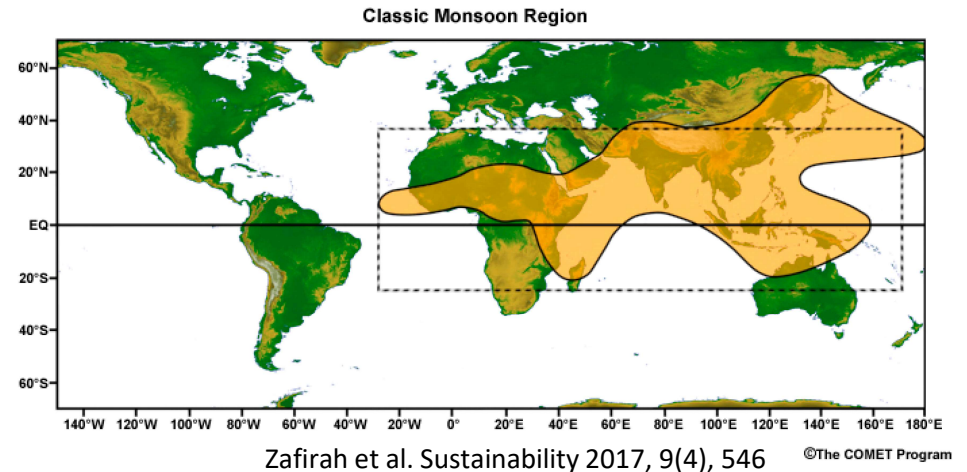 Classic Monsoon Region
60°N
40°N
20°N
EQ
20°S
40°S
60°S
140°W 120°W 100°W 80°W 60°W 40°W 20°W 0° 20°E 40°E 60°E 80°E 100°E 120°E 140°E 160°E 180°E
Zafirah et al. Sustainability 2017, 9(4), 546 ©The COMET Program